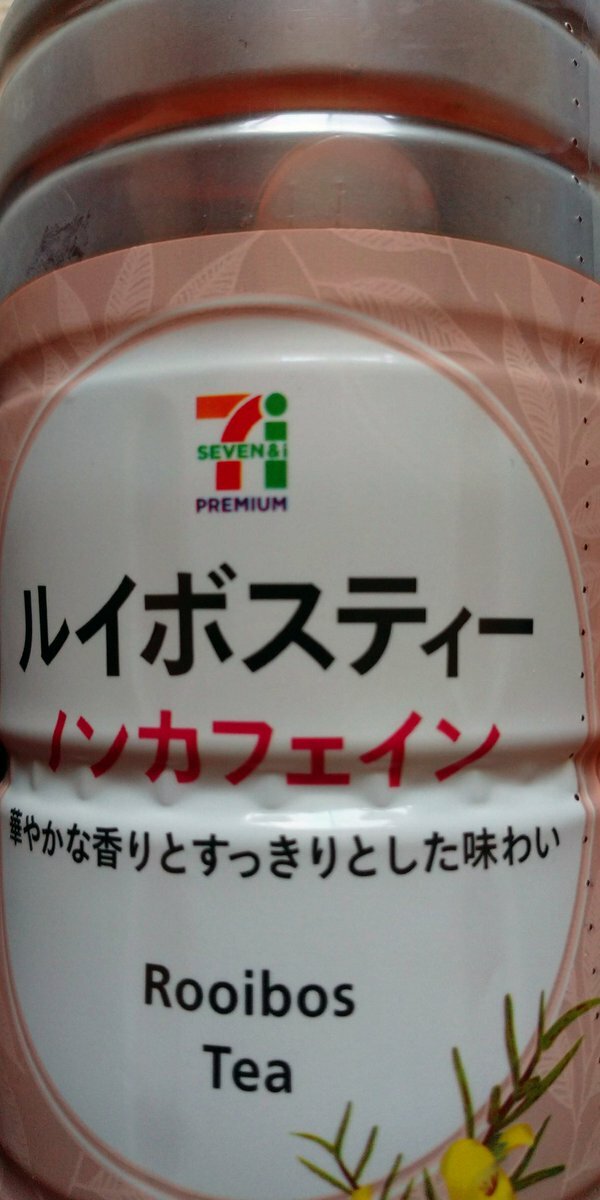 7i
SEVEN&i
PREMIUM
ルイボスティー
ノンカフェイン
華やかな香りとすっきりとした味わい
Rooibos
Tea